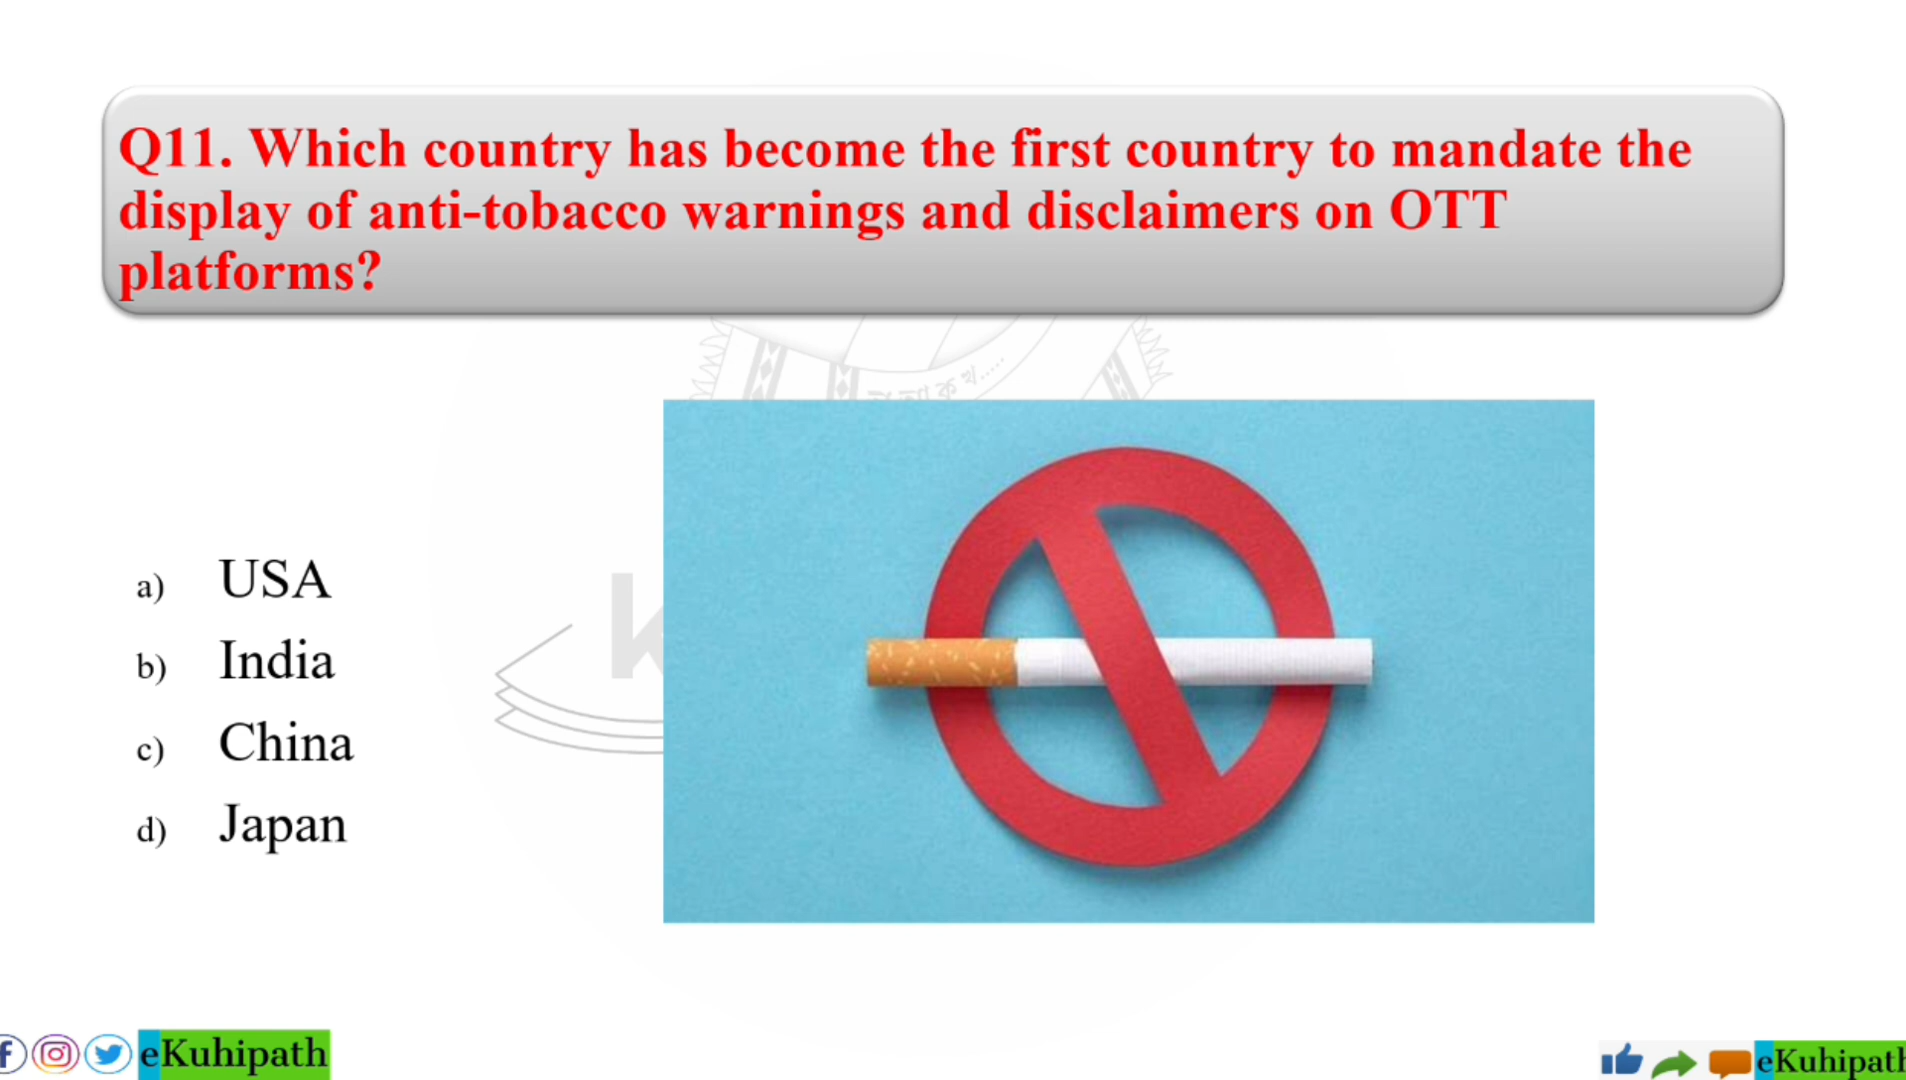 Q11. Which country has become the first country to mandate the
display of anti-tobacco warnings and disclaimers on OTT
platforms?
a) USA
b) India
c) China
d) Japan
eKuhipath
eKuhipath